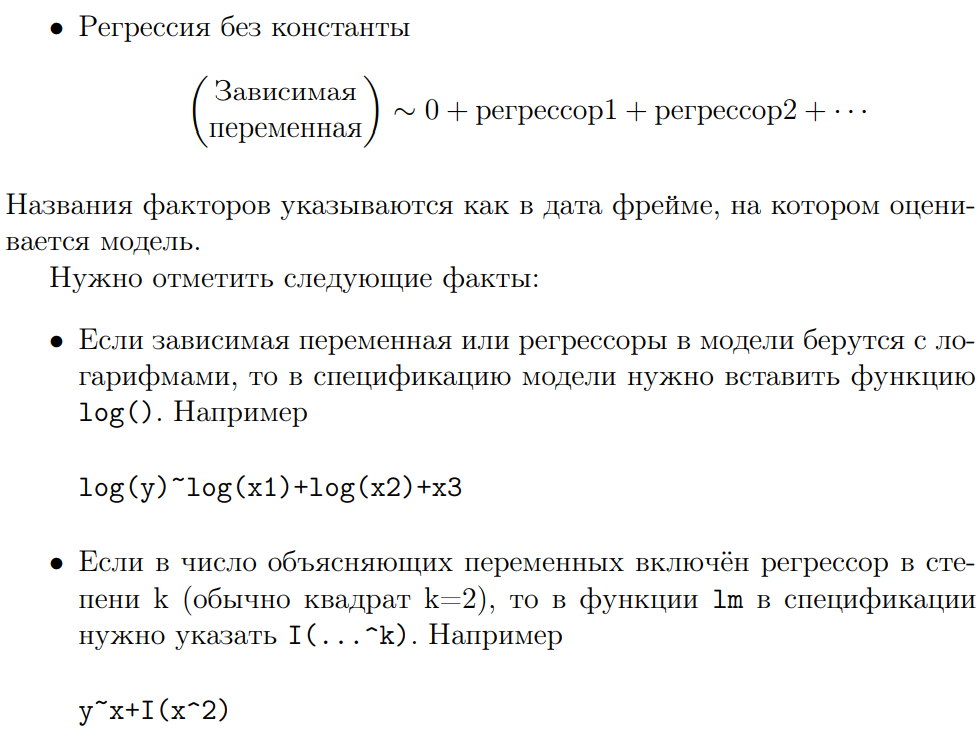 • Регрессия без константы
(Зависимая переменная) ~ 0 + регрессор1 + регрессор2 + ···
Названия факторов указываются как в дата фрейме, на котором оцени-
вается модель.
Нужно отметить следующие факты:
• Если зависимая переменная или регрессоры в модели берутся с ло-
гарифмами, то в спецификацию модели нужно вставить функцию
log(). Например
log(y)~log(x1)+log(x2)+x3
• Если в число объясняющих переменных включён регрессор в сте-
пени k (обычно квадрат k=2), то в функции lm в спецификации
нужно указать I(...^k). Например
y~x+I(x^2)